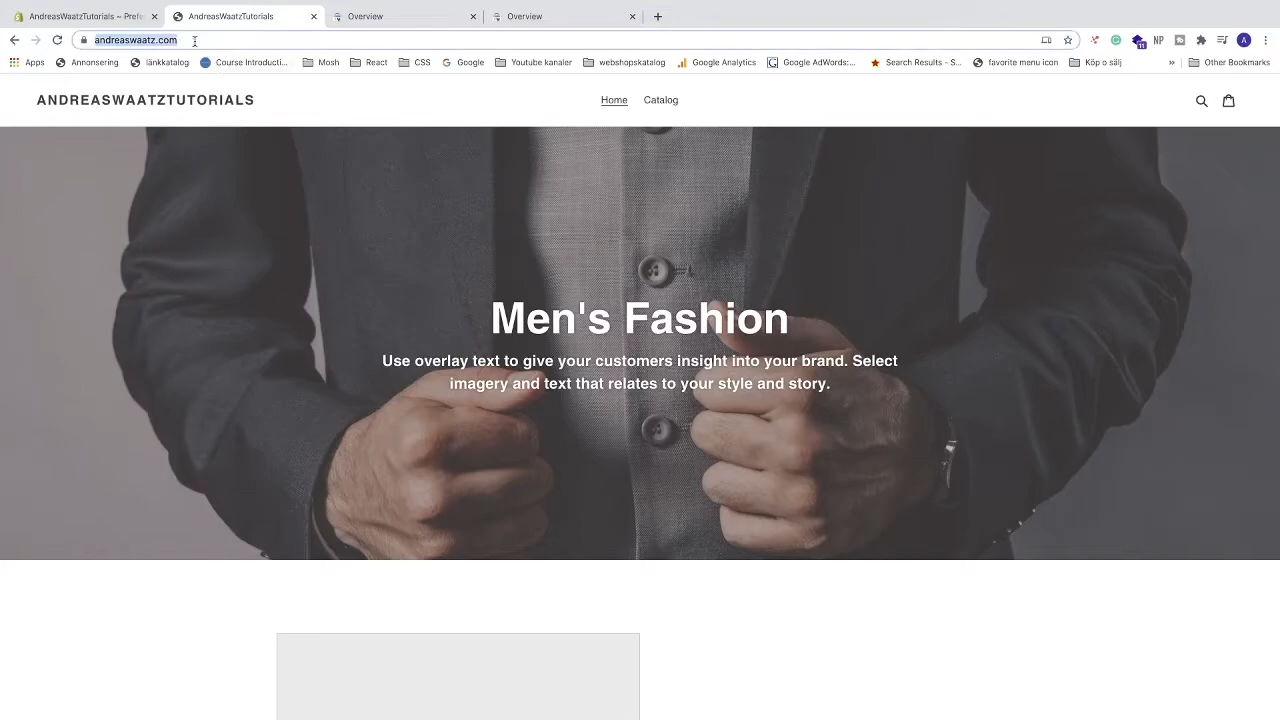 AndreasWaatzTutorials ~ Prefe
AndreasWaatzTutorials
Overview
Overview
andreaswaatz.com
11
NP
A
Apps
Annonsering
länkkatalog
Course Introducti...
Mosh
React
CSS
Google
Youtube kanaler
webshopskatalog
Google Analytics
Google AdWords:...
Search Results - S...
favorite menu icon
Köp o sälj
»
Other Bookmarks
ANDREASWAATZTUTORIALS
Home
Catalog
Men's Fashion
Use overlay text to give your customers insight into your brand. Select
imagery and text that relates to your style and story.